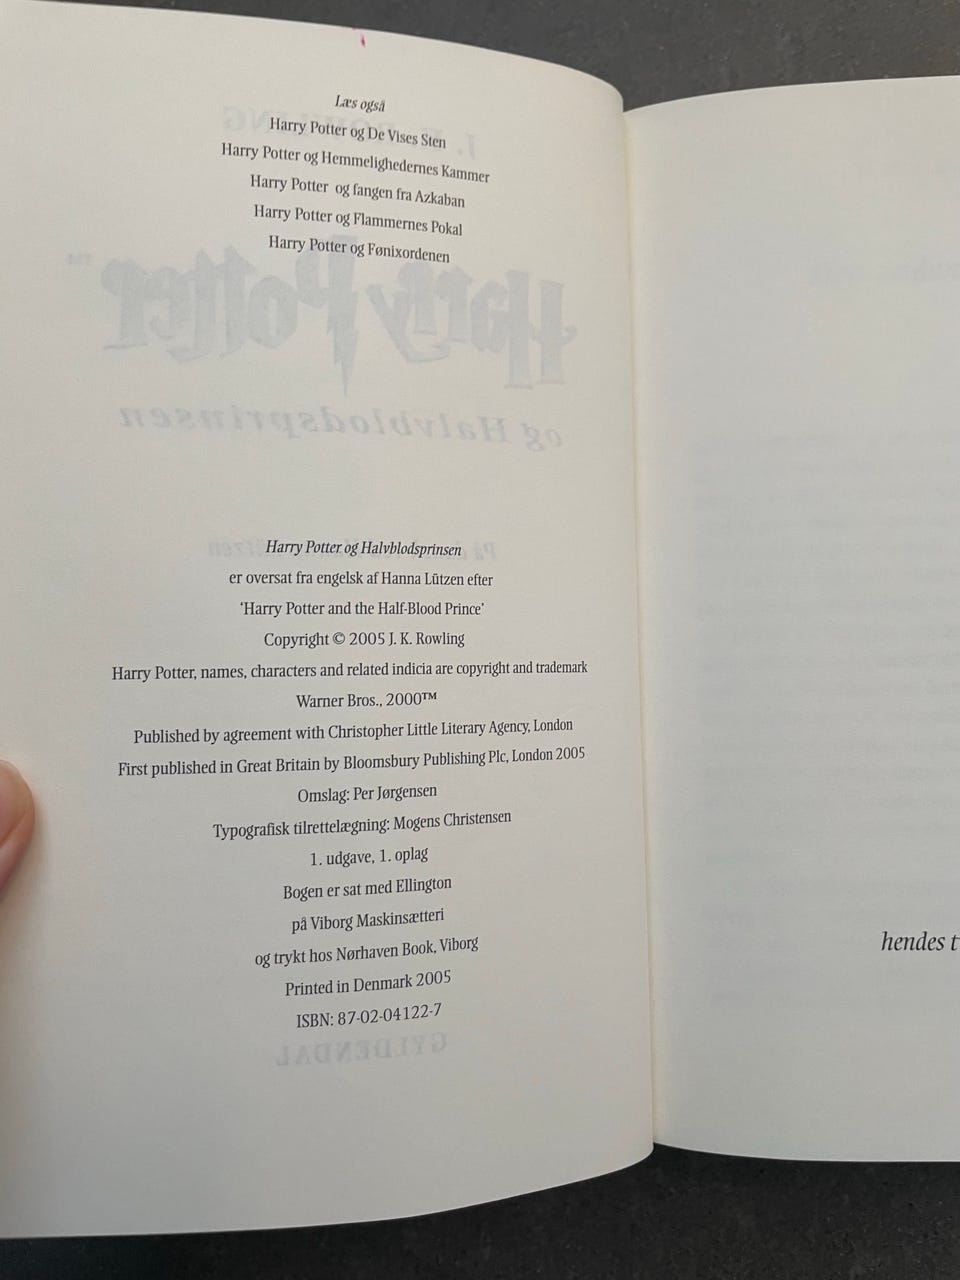 Læs også
Harry Potter og De Vises Sten
Harry Potter og Hemmelighedernes Kammer
Harry Potter og fangen fra Azkaban
Harry Potter og Flammernes Pokal
Harry Potter og Fønixordenen
Harry Potter™
og Halvblodsprinsen
Harry Potter og Halvblodsprinsen
er oversat fra engelsk af Hanna Lützen efter
'Harry Potter and the Half-Blood Prince'
Copyright © 2005 J. K. Rowling
Harry Potter, names, characters and related indicia are copyright and trademark
Warner Bros., 2000™
Published by agreement with Christopher Little Literary Agency, London
First published in Great Britain by Bloomsbury Publishing Plc, London 2005
Omslag: Per Jørgensen
Typografisk tilrettelægning: Mogens Christensen
1. udgave, 1. oplag
Bogen er sat med Ellington
på Viborg Maskinsætteri
og trykt hos Nørhaven Book, Viborg
Printed in Denmark 2005
ISBN: 87-02-04122-7
GYLDENDAL
hendes